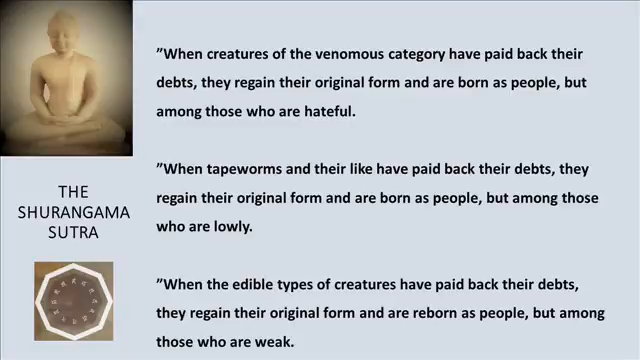 ”When creatures of the venomous category have paid back their
debts, they regain their original form and are born as people, but
among those who are hateful.
”When tapeworms and their like have paid back their debts, they
regain their original form and are born as people, but among those
who are lowly.
”When the edible types of creatures have paid back their debts,
they regain their original form and are reborn as people, but among
those who are weak.
THE
SHURANGAMA
SUTRA